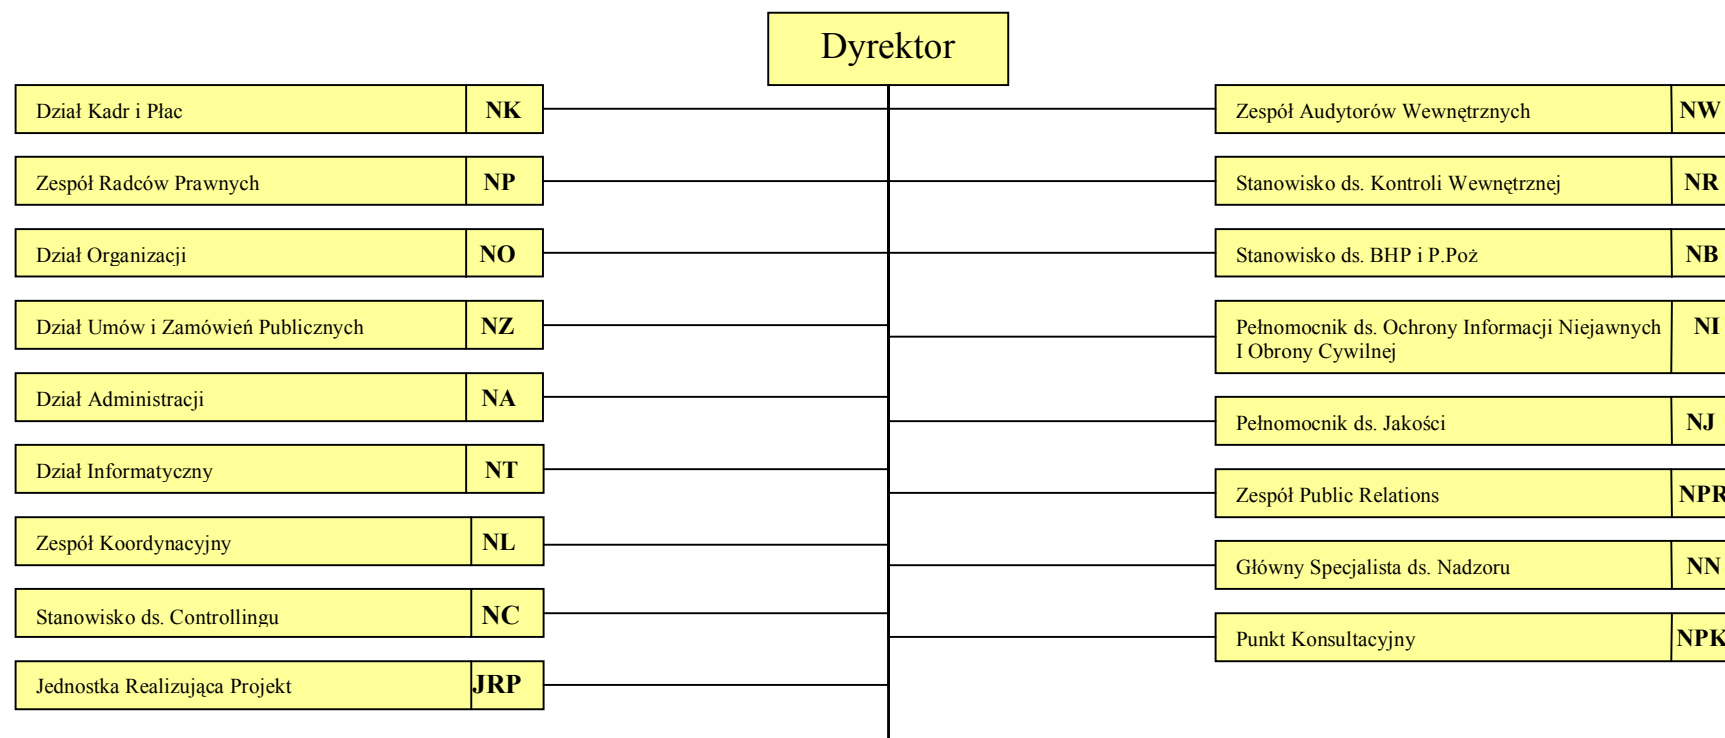 Dyrektor
Dział Kadr i Płac NK
Zespół Radców Prawnych NP
Dział Organizacji NO
Dział Umów i Zamówień Publicznych NZ
Dział Administracji NA
Dział Informatyczny NT
Zespół Koordynacyjny NL
Stanowisko ds. Controllingu NC
Jednostka Realizująca Projekt JRP
Zespół Audytorów Wewnętrznych NW
Stanowisko ds. Kontroli Wewnętrznej NR
Stanowisko ds. BHP i P.Poż NB
Pełnomocnik ds. Ochrony Informacji Niejawnych NI
I Obrony Cywilnej
Pełnomocnik ds. Jakości NJ
Zespół Public Relations NPR
Główny Specjalista ds. Nadzoru NN
Punkt Konsultacyjny NPK